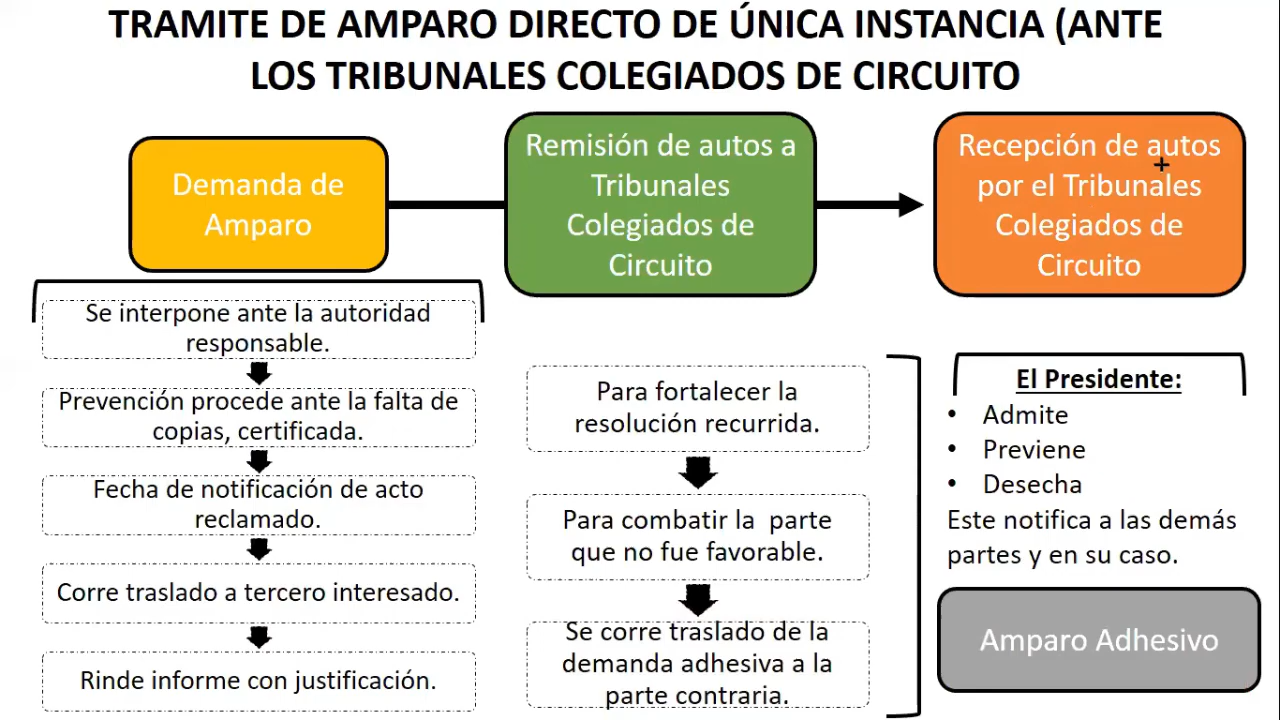 TRAMITE DE AMPARO DIRECTO DE ÚNICA INSTANCIA (ANTE
LOS TRIBUNALES COLEGIADOS DE CIRCUITO
Demanda de
Amparo
Remisión de autos a
Tribunales
Colegiados de
Circuito
Recepción de autos
por el Tribunales
Colegiados de
Circuito
Se interpone ante la autoridad
responsable.
Prevención procede ante la falta de
copias, certificada.
Fecha de notificación de acto
reclamado.
Corre traslado a tercero interesado.
Rinde informe con justificación.
Para fortalecer la
resolución recurrida.
Para combatir la parte
que no fue favorable.
Se corre traslado de la
demanda adhesiva a la
parte contraria.
El Presidente:
• Admite
• Previene
• Desecha
Este notifica a las demás
partes y en su caso.
Amparo Adhesivo